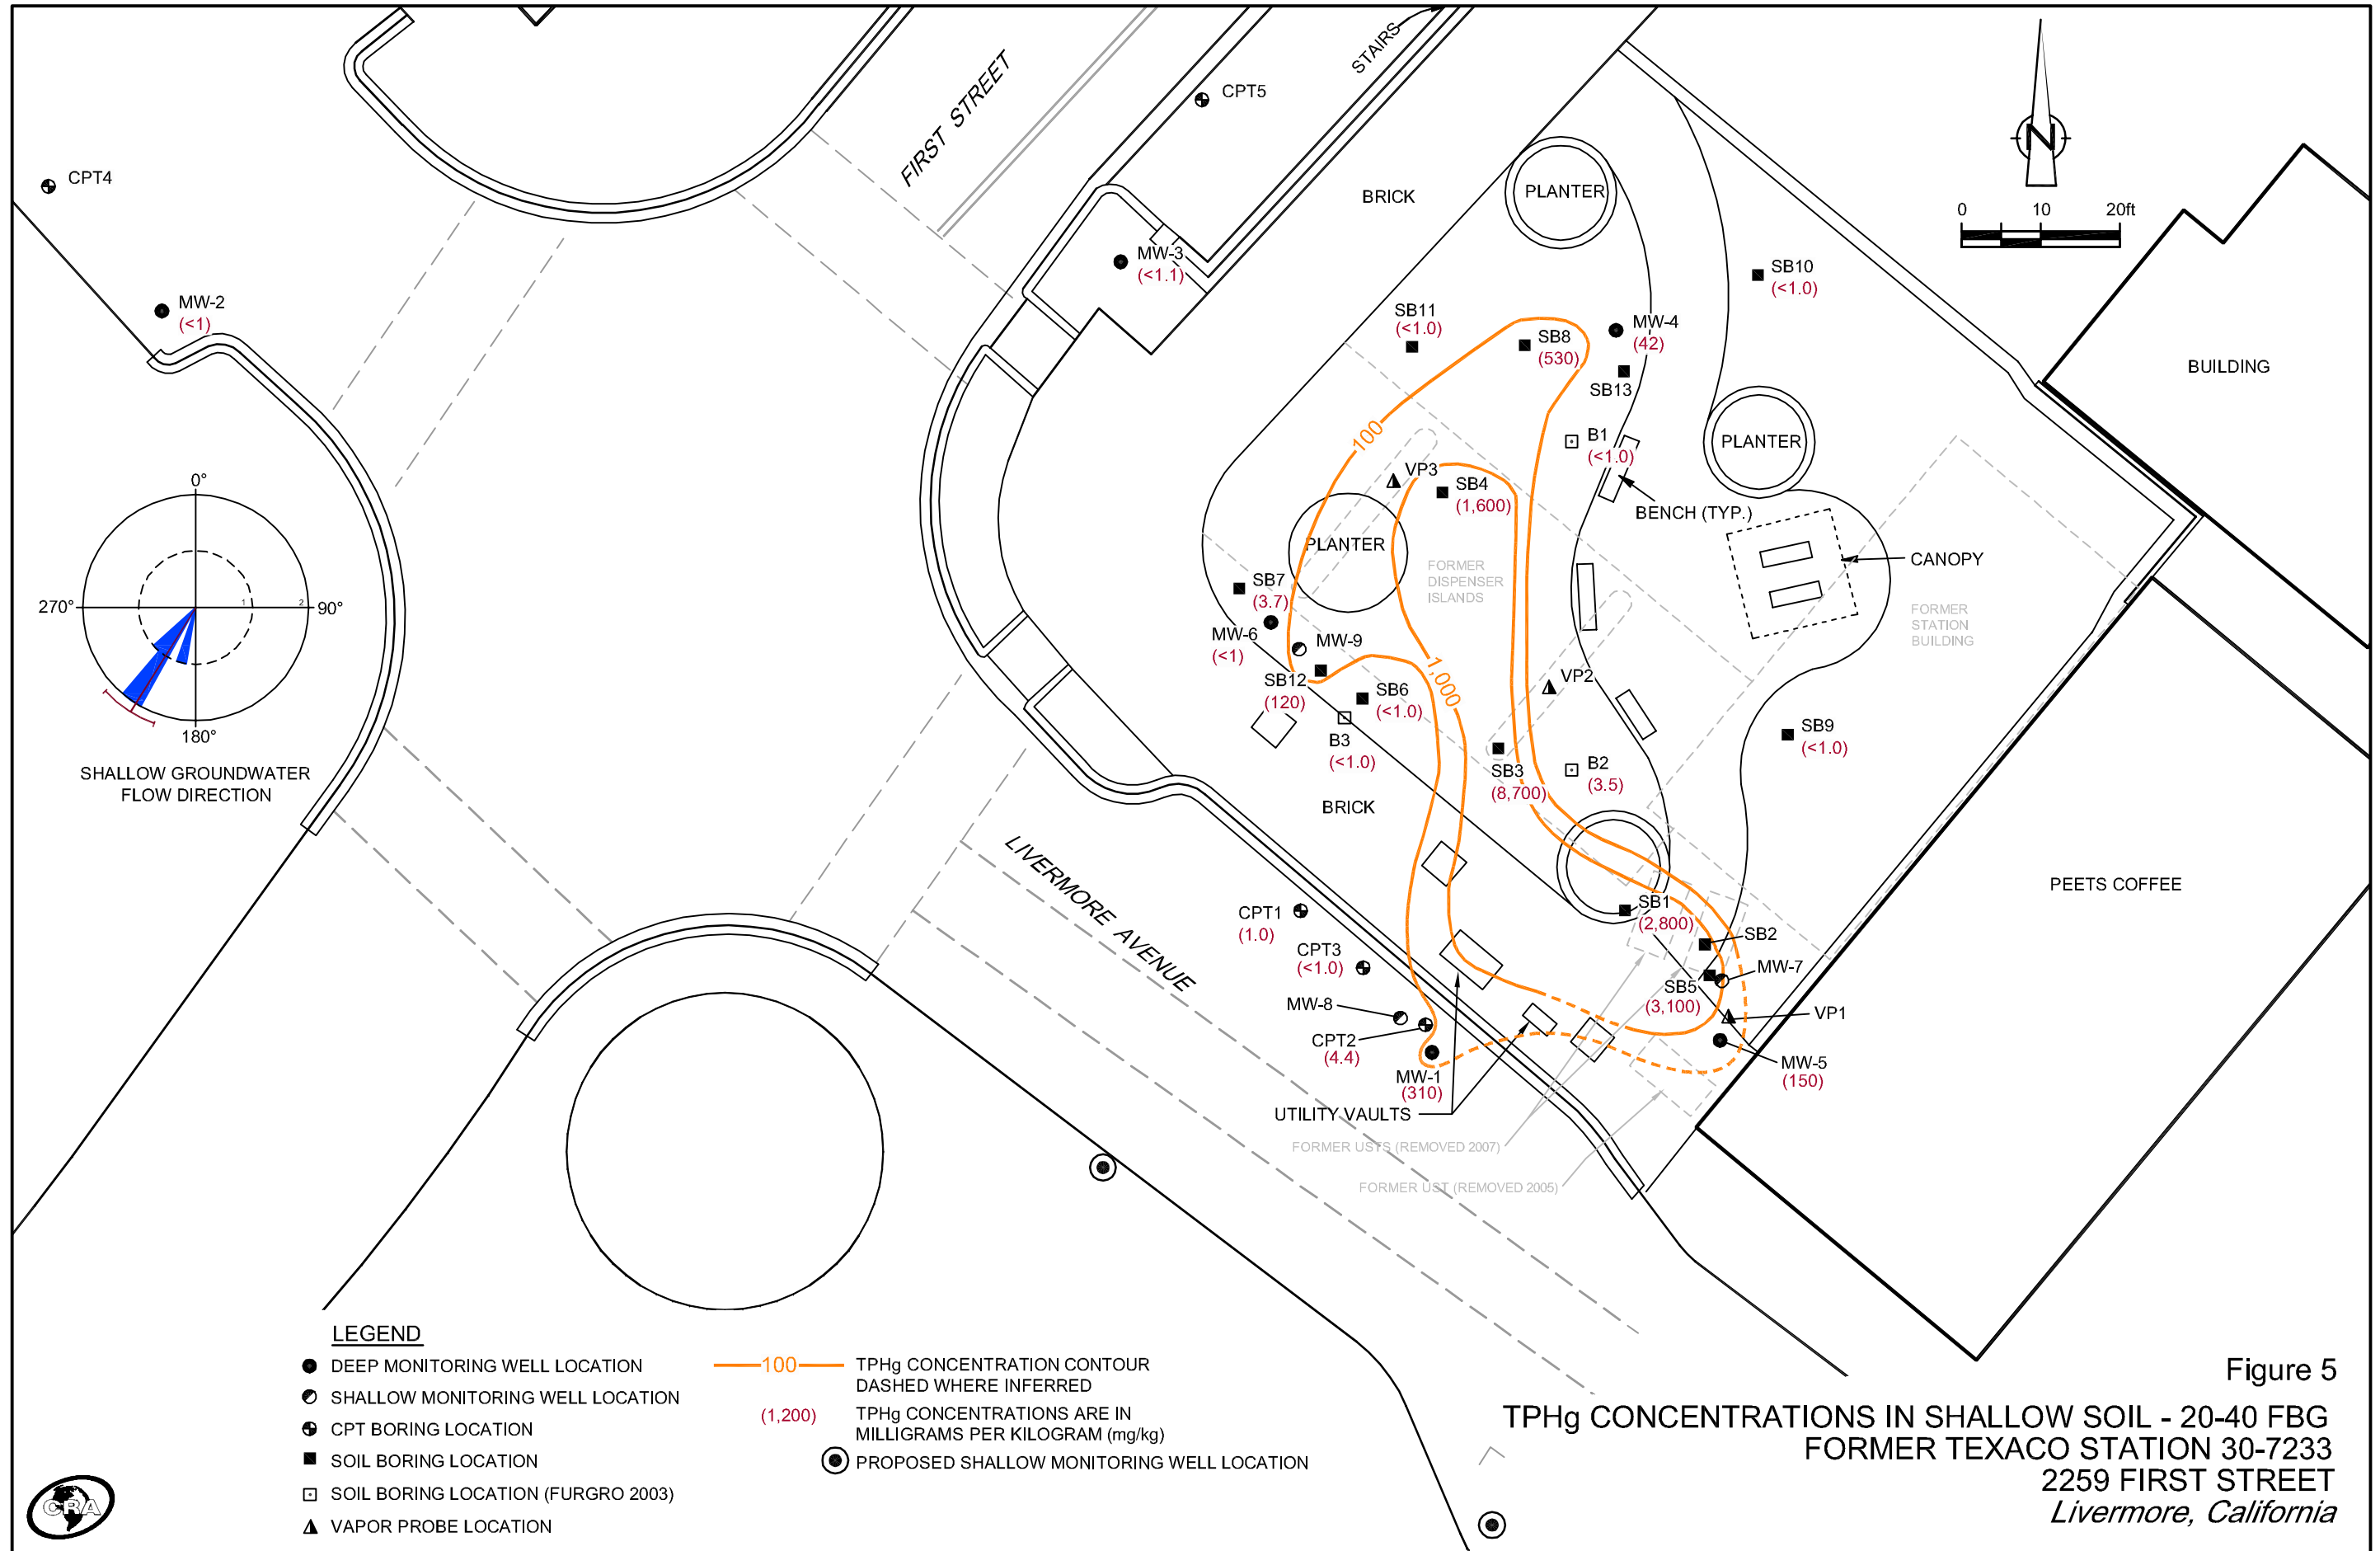 STAIRS
FIRST STREET
CPT5
CPT4
BRICK
PLANTER
N
0 10 20ft
MW-3
(<1.1)
SB10
(<1.0)
MW-2
(<1)
SB11
(<1.0)
SB8
(530)
MW-4
(42)
SB13
BUILDING
100
B1
(<1.0)
PLANTER
VP3
SB4
(1,600)
BENCH (TYP.)
0°
270°
90°
180°
1
2
SHALLOW GROUNDWATER
FLOW DIRECTION
PLANTER
FORMER
DISPENSER
ISLANDS
CANOPY
SB7
(3.7)
FORMER
STATION
BUILDING
MW-6
(<1)
MW-9
SB12
(120)
SB6
(<1.0)
1,000
VP2
B3
(<1.0)
SB9
(<1.0)
SB3
(8,700)
B2
(3.5)
BRICK
LIVERMORE AVENUE
PEETS COFFEE
CPT1
(1.0)
SB1
(2,800)
SB2
CPT3
(<1.0)
MW-7
SB5
(3,100)
MW-8
VP1
CPT2
(4.4)
MW-1
(310)
MW-5
(150)
UTILITY VAULTS
FORMER USTS (REMOVED 2007)
FORMER UST (REMOVED 2005)
LEGEND
DEEP MONITORING WELL LOCATION
SHALLOW MONITORING WELL LOCATION
CPT BORING LOCATION
SOIL BORING LOCATION
SOIL BORING LOCATION (FURGRO 2003)
VAPOR PROBE LOCATION
100
TPHg CONCENTRATION CONTOUR
DASHED WHERE INFERRED
(1,200)
TPHg CONCENTRATIONS ARE IN
MILLIGRAMS PER KILOGRAM (mg/kg)
PROPOSED SHALLOW MONITORING WELL LOCATION
CRA
Figure 5
TPHg CONCENTRATIONS IN SHALLOW SOIL - 20-40 FBG
FORMER TEXACO STATION 30-7233
2259 FIRST STREET
Livermore, California